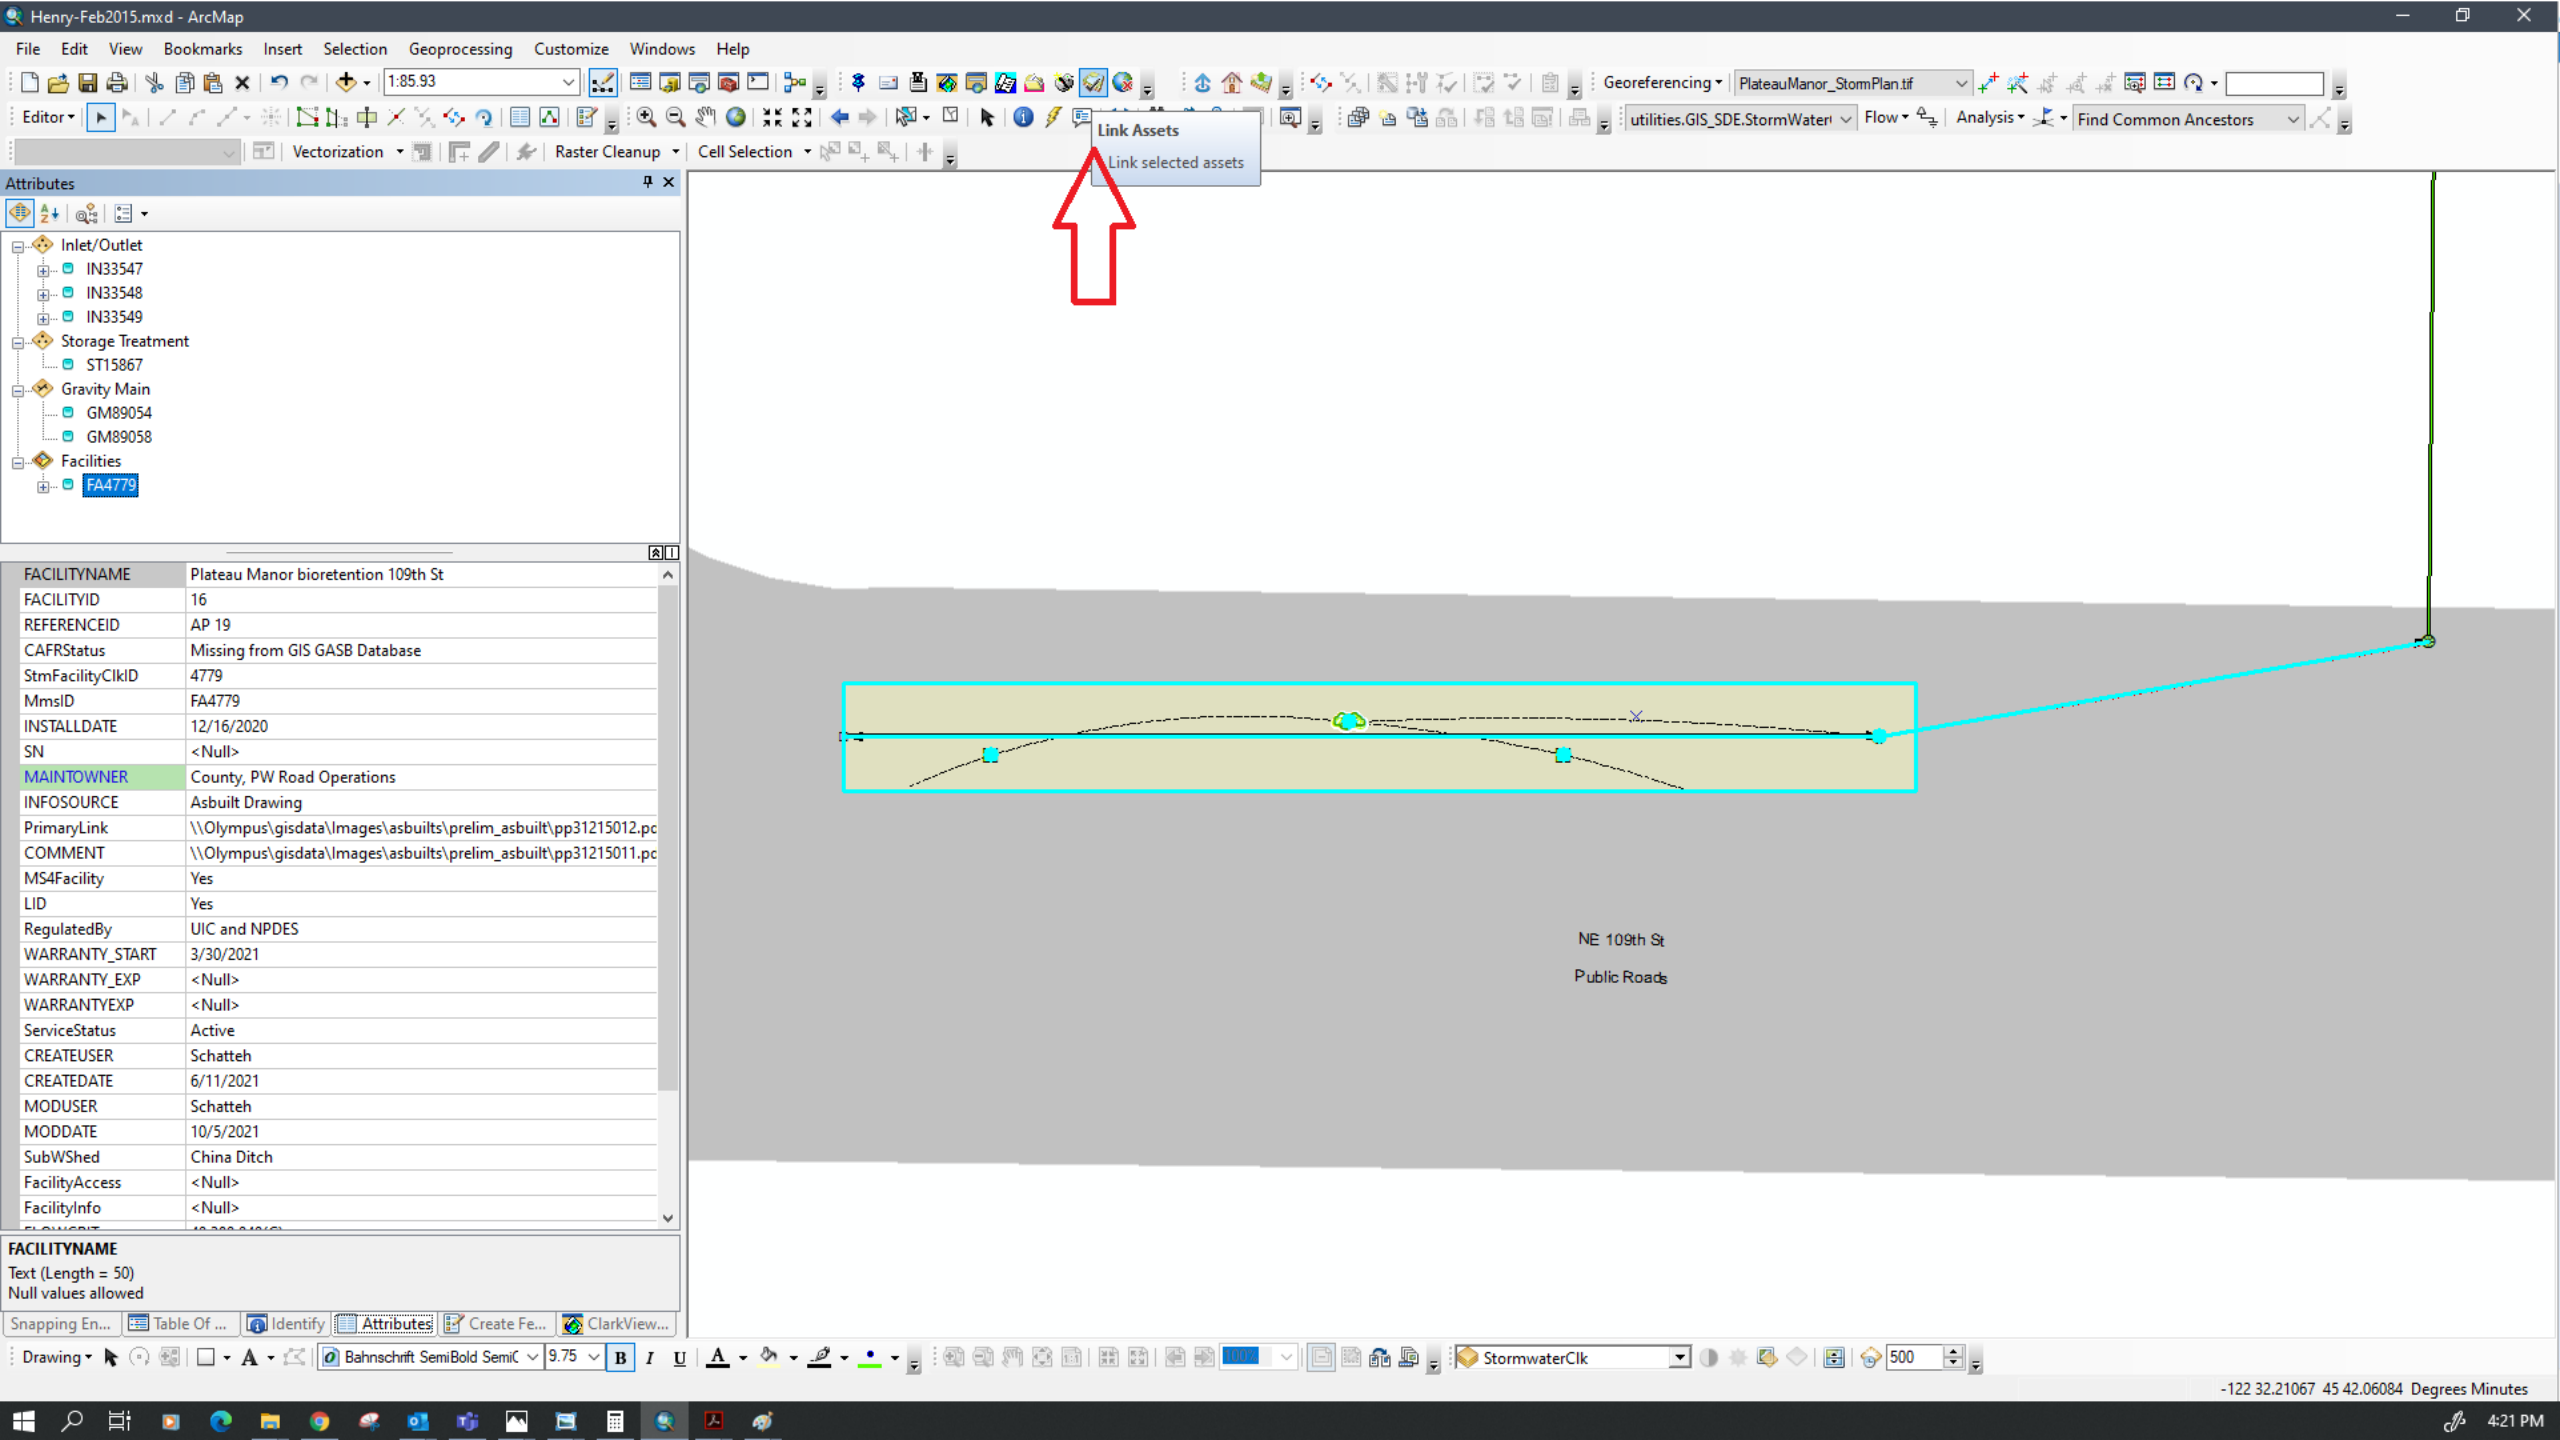 Henry-Feb2015.mxd - ArcMap
File Edit View Bookmarks Insert Selection Geoprocessing Customize Windows Help
1:85.93
Georeferencing PlateauManor_StormPlan.tif
Editor
utilities.GIS_SDE.StormWater Flow Analysis Find Common Ancestors
Vectorization Raster Cleanup Cell Selection
Link Assets
Link selected assets
Attributes
Inlet/Outlet
IN33547
IN33548
IN33549
Storage Treatment
ST15867
Gravity Main
GM89054
GM89058
Facilities
FA4779
FACILITYNAME Plateau Manor bioretention 109th St
FACILITYID 16
REFERENCEID AP 19
CAFRStatus Missing from GIS GASB Database
StmFacilityClkID 4779
MmsID FA4779
INSTALLDATE 12/16/2020
SN <Null>
MAINTOWNER County, PW Road Operations
INFOSOURCE Asbuilt Drawing
PrimaryLink \\Olympus\gisdata\Images\asbuilts\prelim_asbuilt\pp31215012.pc
COMMENT \\Olympus\gisdata\Images\asbuilts\prelim_asbuilt\pp31215011.pc
MS4Facility Yes
LID Yes
RegulatedBy UIC and NPDES
WARRANTY_START 3/30/2021
WARRANTY_EXP <Null>
WARRANTYEXP <Null>
ServiceStatus Active
CREATEUSER Schatteh
CREATEDATE 6/11/2021
MODUSER Schatteh
MODDATE 10/5/2021
SubWShed China Ditch
FacilityAccess <Null>
FacilityInfo <Null>
FACILITYNAME
Text (Length = 50)
Null values allowed
NE 109th St
Public Roads
Snapping En... Table Of ... Identify Attributes Create Fe... ClarkView...
Drawing A Bahnschrift SemiBold SemiC 9.75 B I U A 100% StormwaterClk 500
-122 32.21067 45 42.06084 Degrees Minutes
4:21 PM